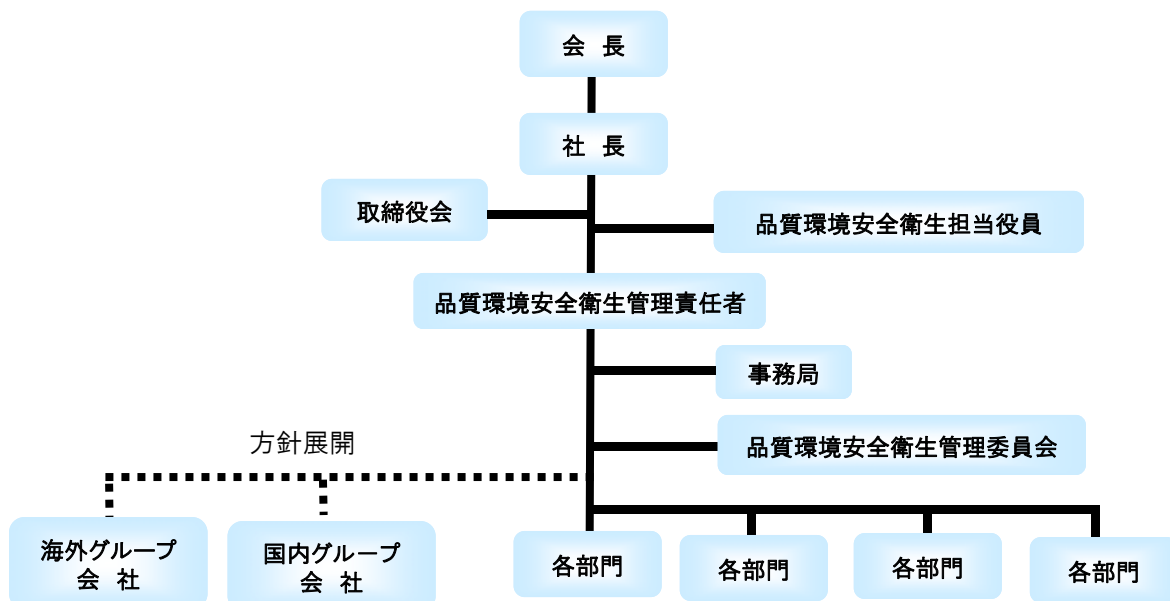 会 長
社 長
取締役会
品質環境安全衛生担当役員
品質環境安全衛生管理責任者
事務局
品質環境安全衛生管理委員会
方針展開
海外グループ
会 社
国内グループ
会 社
各部門
各部門
各部門
各部門